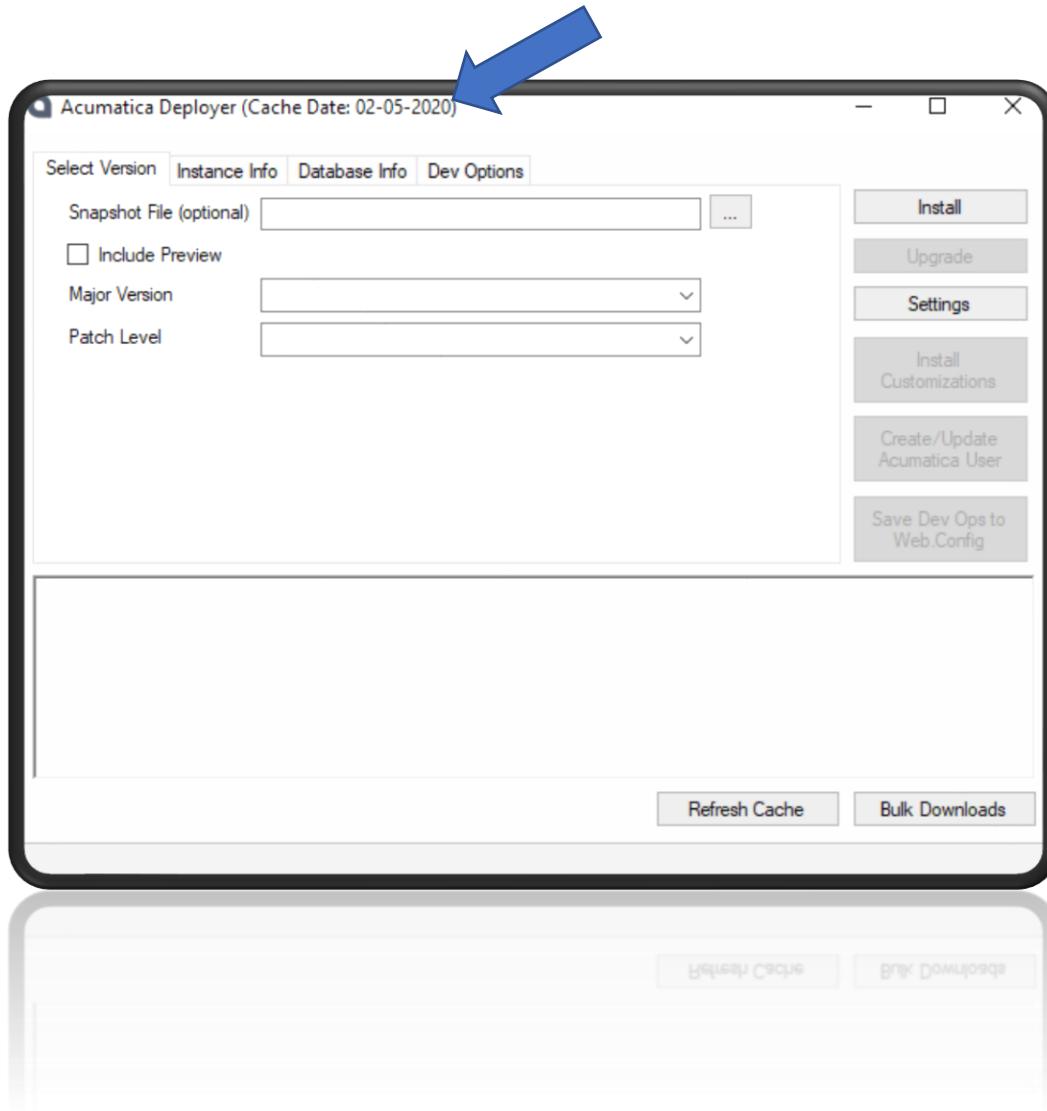 Acumatica Deployer (Cache Date: 02-05-2020)
Select Version Instance Info Database Info Dev Options
Snapshot File (optional) ...
Include Preview
Major Version
Patch Level
Install
Upgrade
Settings
Install
Customizations
Create/Update
Acumatica User
Save Dev Ops to
Web.Config
Refresh Cache Bulk Downloads